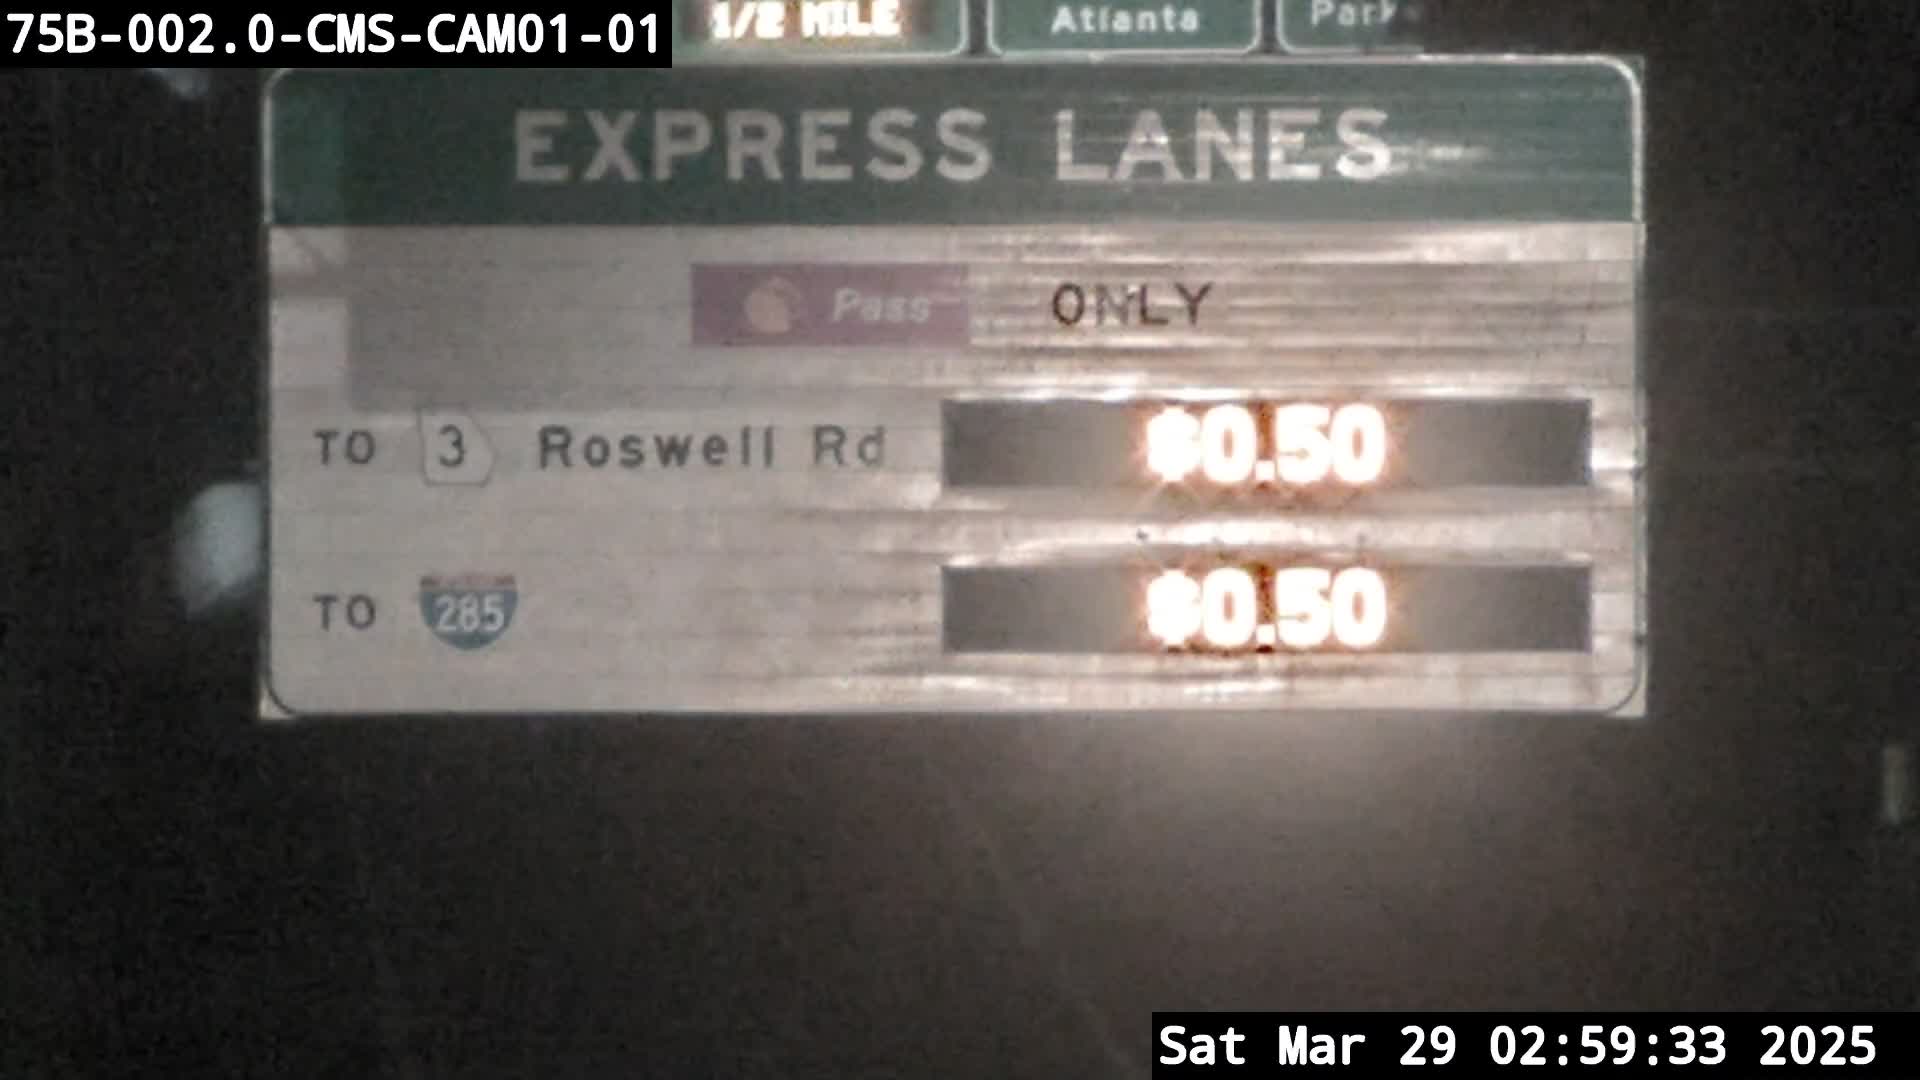 75B-002.0-CMS-CAM01-01
1/2 MILE
Atlanta
Park
EXPRESS LANES
Pass ONLY
TO 3 Roswell Rd $0.50
TO 285 $0.50
Sat Mar 29 02:59:33 2025